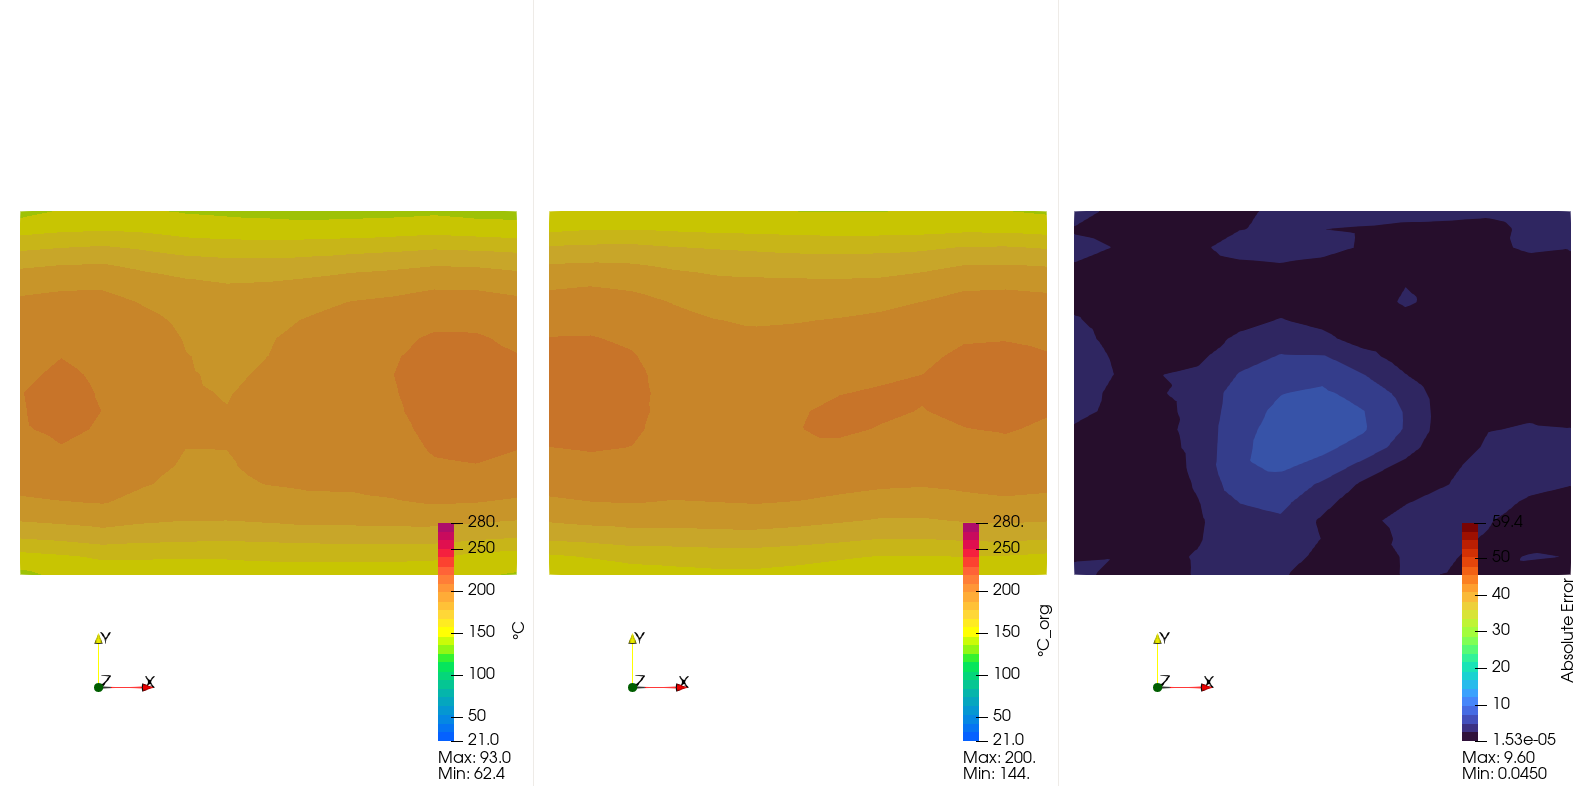 280.
250
200
150
100
50
21.0
°C
Max: 93.0
Min: 62.4
Y
Z
X
280.
250
200
150
100
50
21.0
°C_org
Max: 200.
Min: 144.
Y
Z
X
59.4
50
40
30
20
10
1.53e-05
Absolute Error
Max: 9.60
Min: 0.0450
Y
Z
X